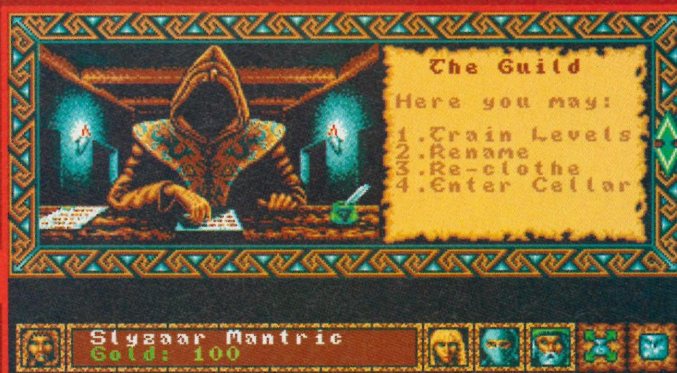 The Guild
Here you may:
1.Train Levels
2.Rename
3.Re-clothe
4.Enter Cellar
Slyzaar Mantric
Gold: 100